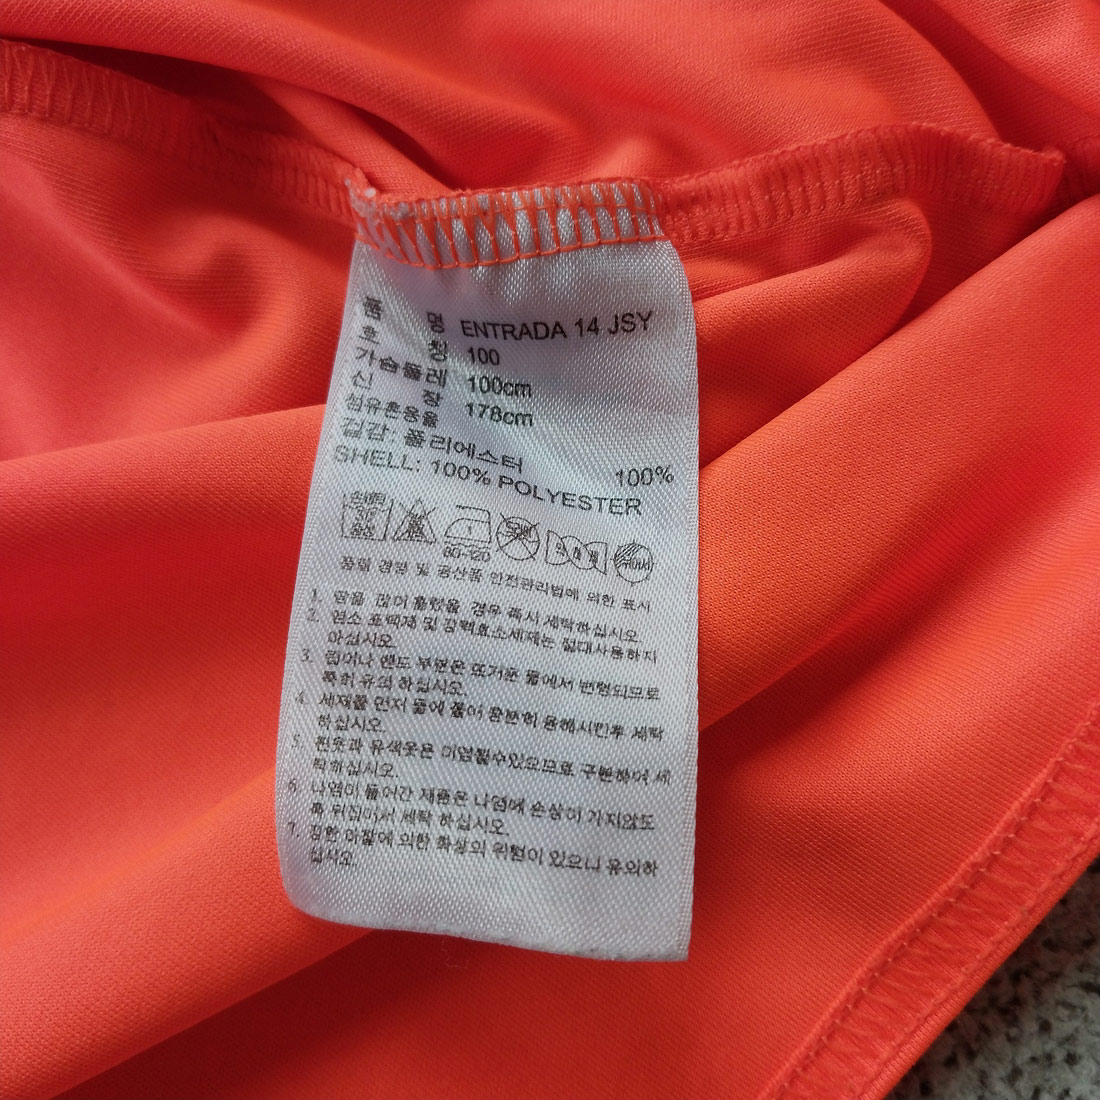 품 명 ENTRADA 14 JSY
호 칭 100
가슴둘레 100cm
신 장 178cm
섬유혼용율
겉감: 폴리에스터 100%
SHELL: 100% POLYESTER
80-120
품질 경영 및 공산품 안전관리법에 의한 표시
1. 땀을 많이 흘렸을 경우 즉시 세탁하십시오.
2. 염소 표백제 및 강력효소세제는 절대사용하지
마십시오.
3. 립이나 밴드 부분은 뜨거운 물에서 변형되므로
특히 유의 하십시오.
4. 세제를 먼저 물에 풀어 충분히 용해시킨후 세탁
하십시오.
5. 흰옷과 유색옷은 이염될수있으므로 구분하여 세
탁하십시오.
6. 나염이 들어간 제품은 나염에 손상이 가지않도
록 뒤집어서 세탁 하십시오.
7. 심한 마찰에 의한 화상의 위험이 있으니 유의하
십시오.